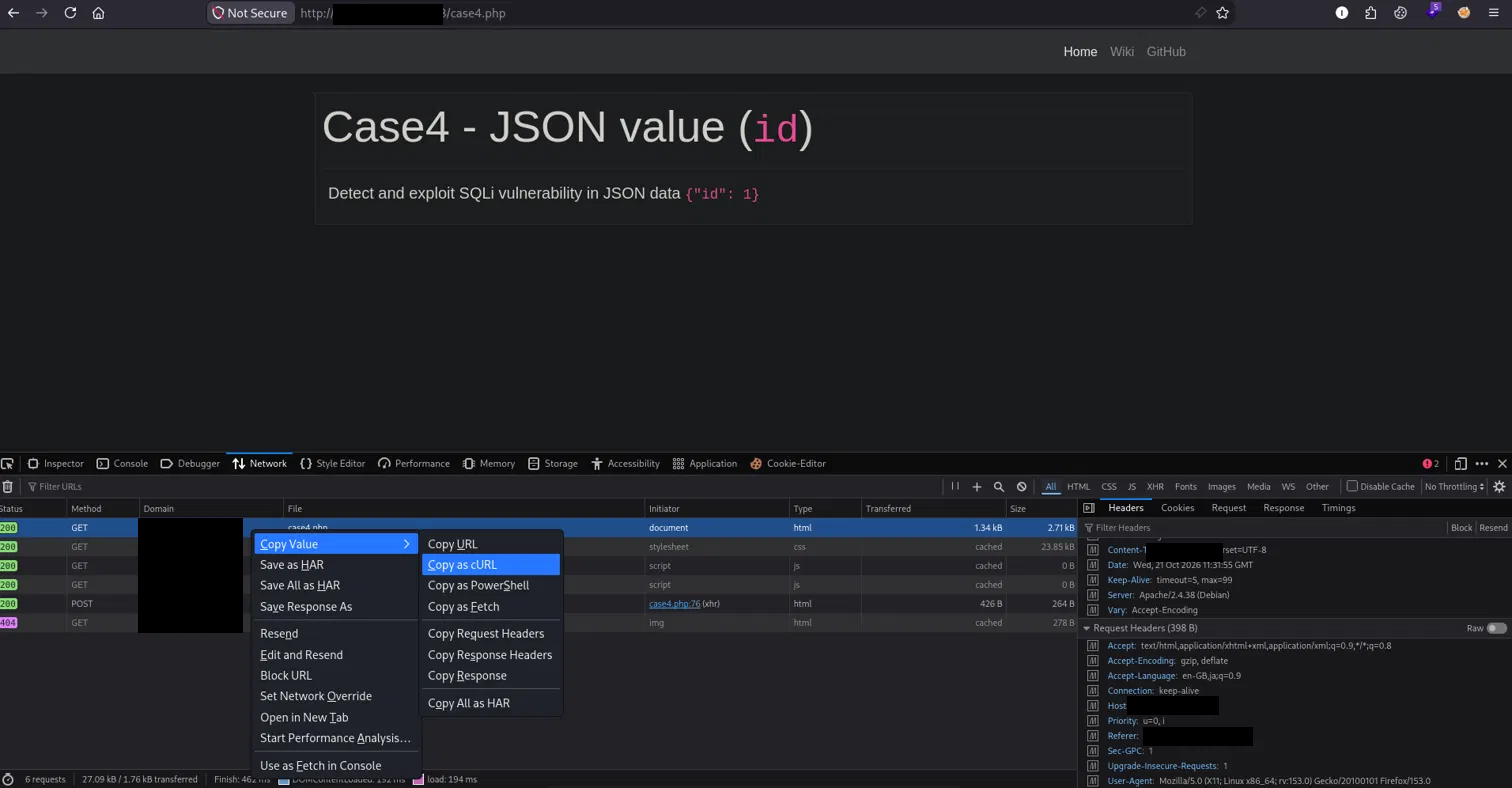 Not Secure http:// 3/case4.php 5
Home Wiki GitHub
Case4 - JSON value (id)
Detect and exploit SQLi vulnerability in JSON data {"id": 1}
Inspector Console Debugger Network Style Editor Performance Memory Storage Accessibility Application Cookie-Editor 2
Filter URLs All HTML CSS JS XHR Fonts Images Media WS Other Disable Cache No Throttling
Status Method Domain File Initiator Type Transferred Size
200 GET case4.php document html 1.34 kB 2.71 kB
200 GET stylesheet css cached 23.85 kB
200 GET script js cached 0 B
200 GET script js cached 0 B
200 POST case4.php:76 (xhr) html 426 B 264 B
404 GET img html cached 278 B
Copy Value
Save as HAR
Save All as HAR
Save Response As
Resend
Edit and Resend
Block URL
Set Network Override
Open in New Tab
Start Performance Analysis…
Use as Fetch in Console
Copy URL
Copy as cURL
Copy as PowerShell
Copy as Fetch
Copy Request Headers
Copy Response Headers
Copy Response
Copy All as HAR
Headers Cookies Request Response Timings
Filter Headers Block Resend
Content-T rset=UTF-8
Date: Wed, 21 Oct 2026 11:31:55 GMT
Keep-Alive: timeout=5, max=99
Server: Apache/2.4.38 (Debian)
Vary: Accept-Encoding
Request Headers (398 B) Raw
Accept: text/html,application/xhtml+xml,application/xml;q=0.9,*/*;q=0.8
Accept-Encoding: gzip, deflate
Accept-Language: en-GB,ja;q=0.9
Connection: keep-alive
Host
Priority: u=0, i
Referer:
Sec-GPC: 1
Upgrade-Insecure-Requests: 1
User-Agent: Mozilla/5.0 (X11; Linux x86_64; rv:153.0) Gecko/20100101 Firefox/153.0
6 requests 27.09 kB / 1.76 kB transferred Finish: 462 ms DOMContentLoaded: 192 ms load: 194 ms